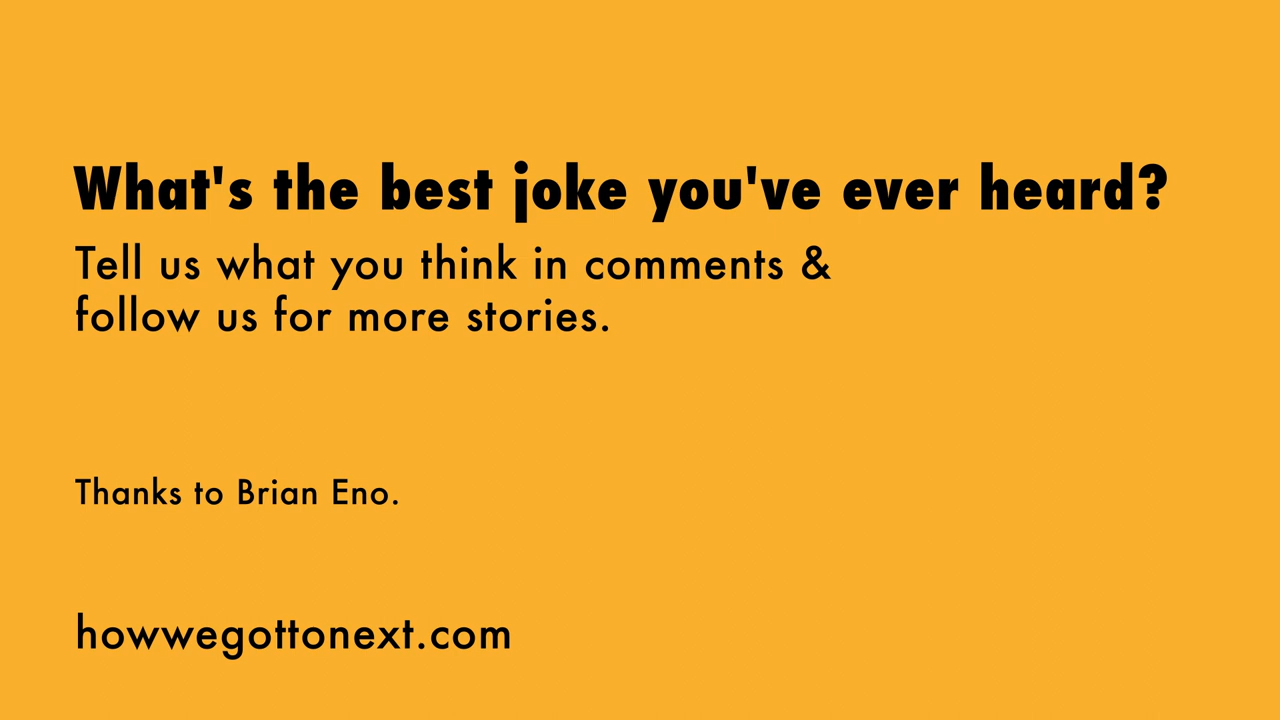 What's the best joke you've ever heard?
Tell us what you think in comments &
follow us for more stories.
Thanks to Brian Eno.
howwegottonext.com